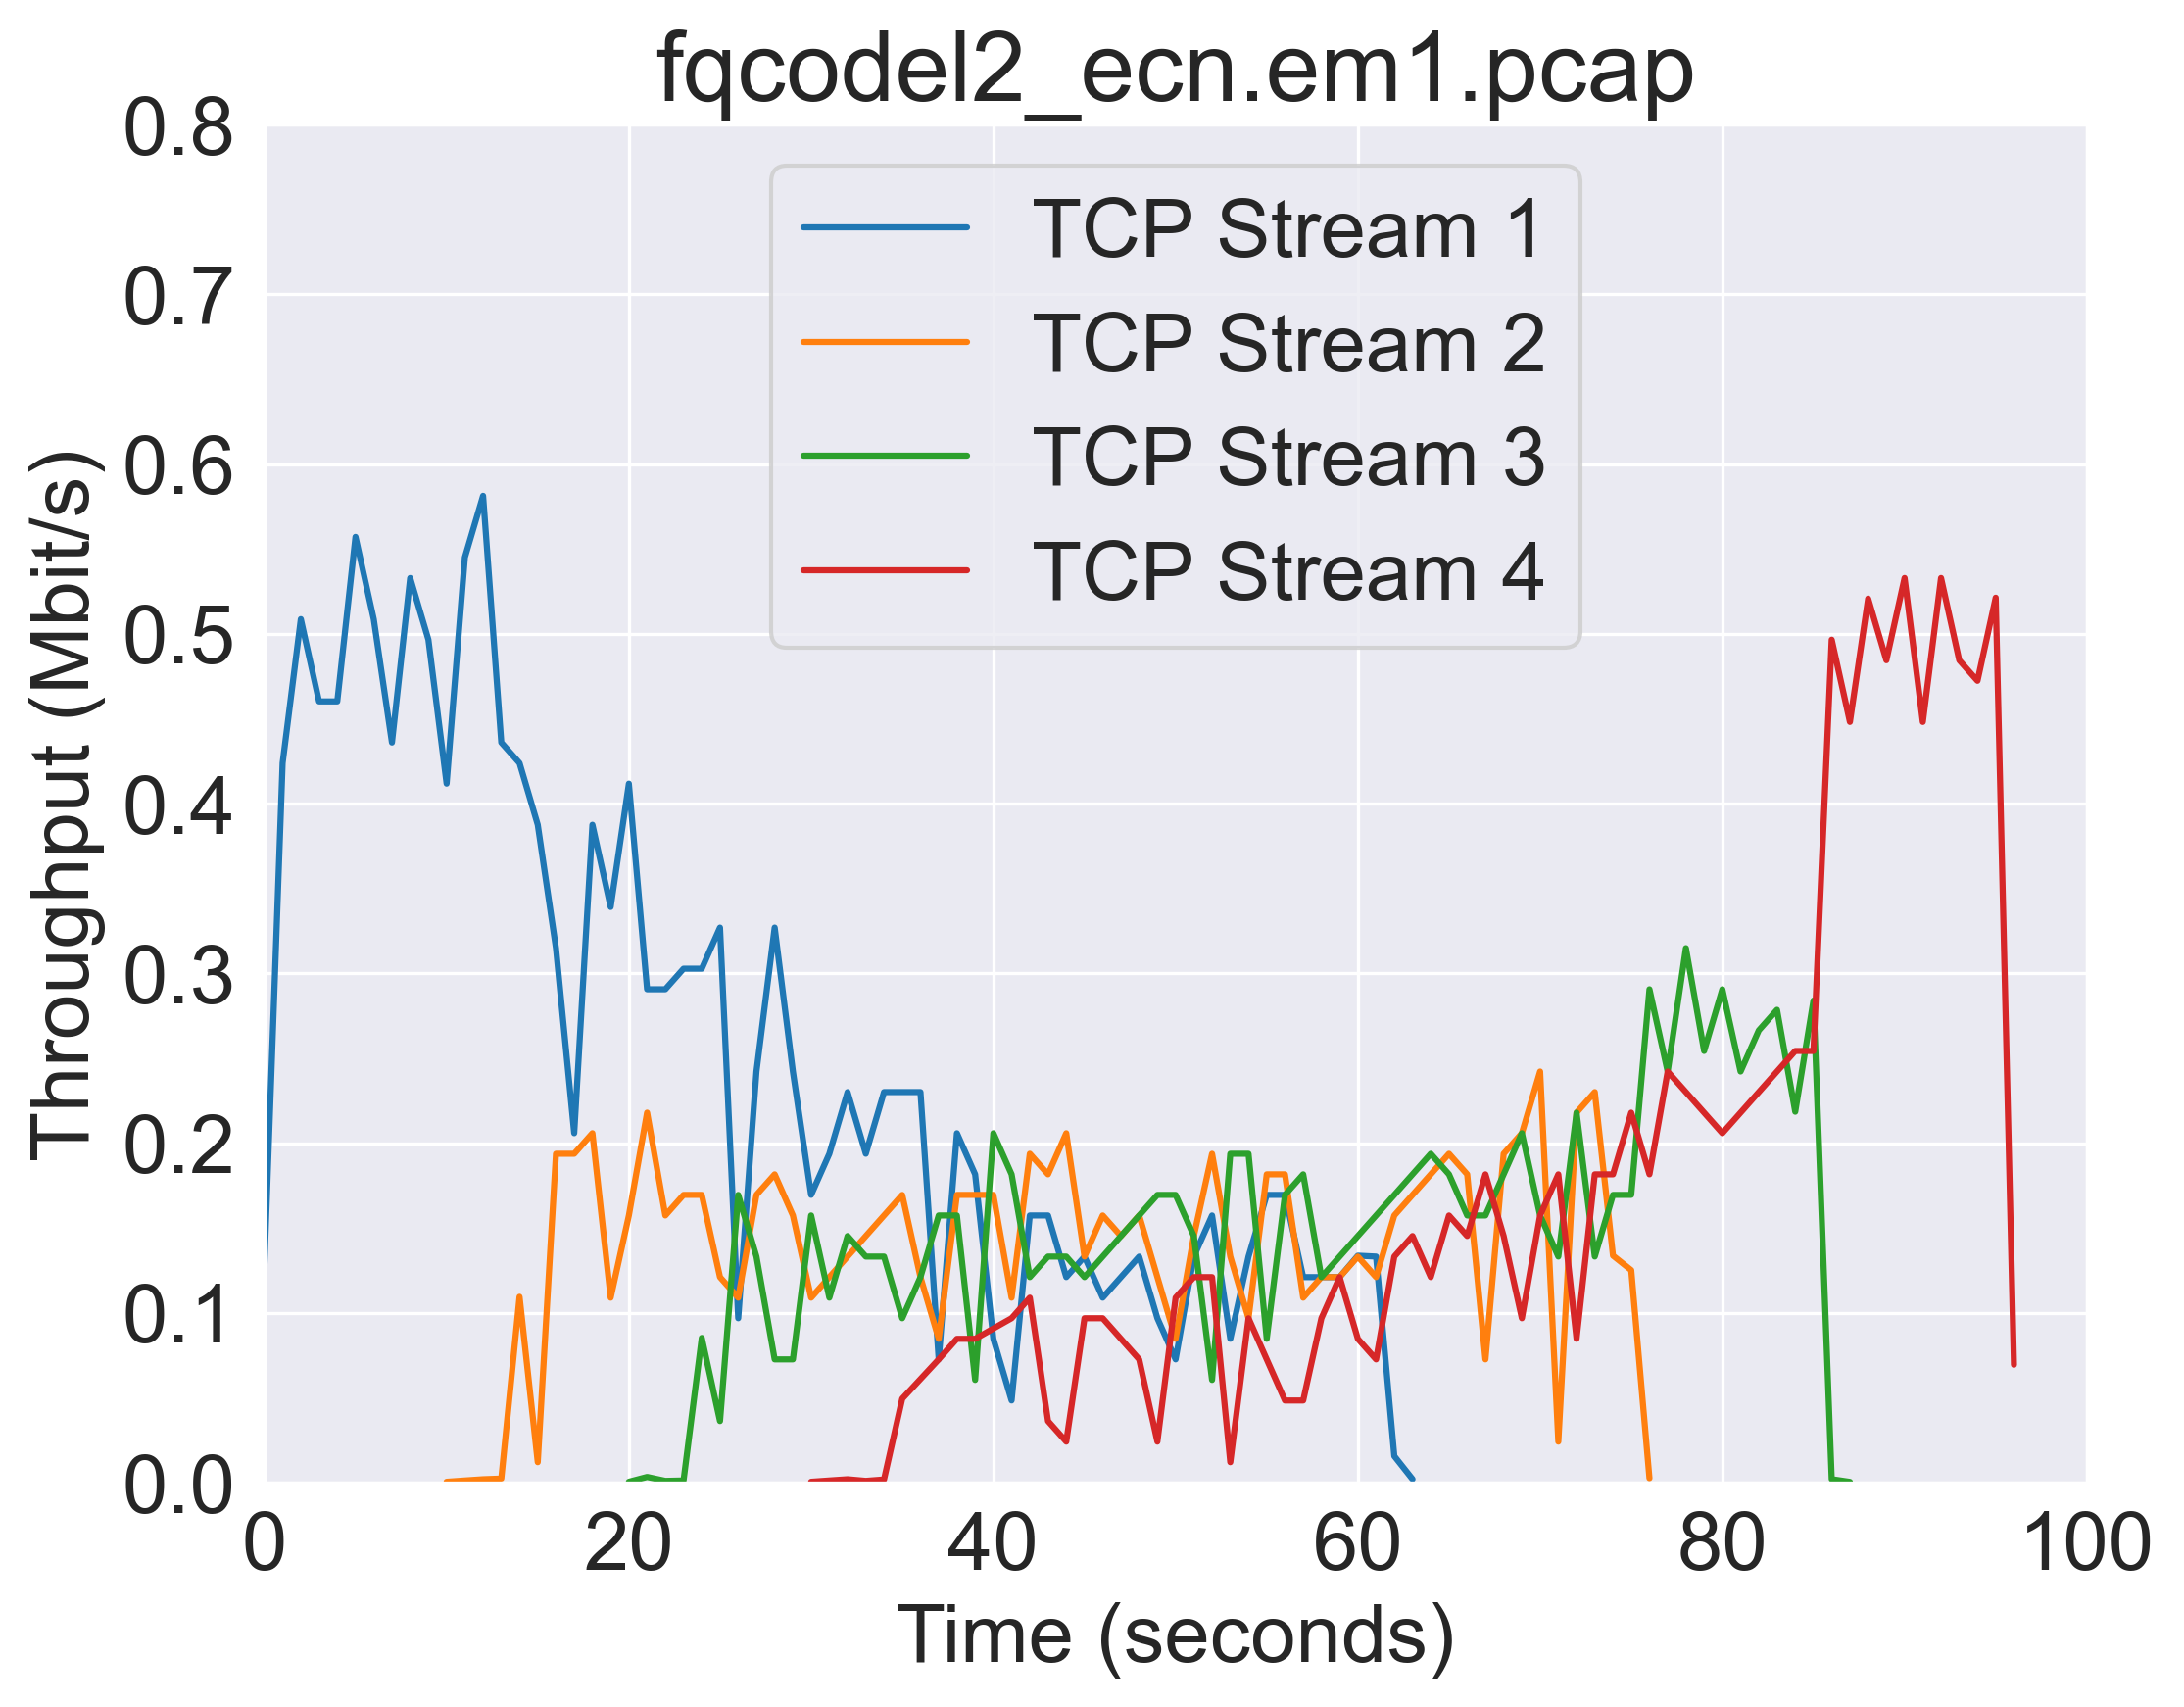 fqcodel2_ecn.em1.pcap
Throughput (Mbit/s)
0.8
0.7
0.6
0.5
0.4
0.3
0.2
0.1
0.0
TCP Stream 1
TCP Stream 2
TCP Stream 3
TCP Stream 4
0 20 40 60 80 100
Time (seconds)